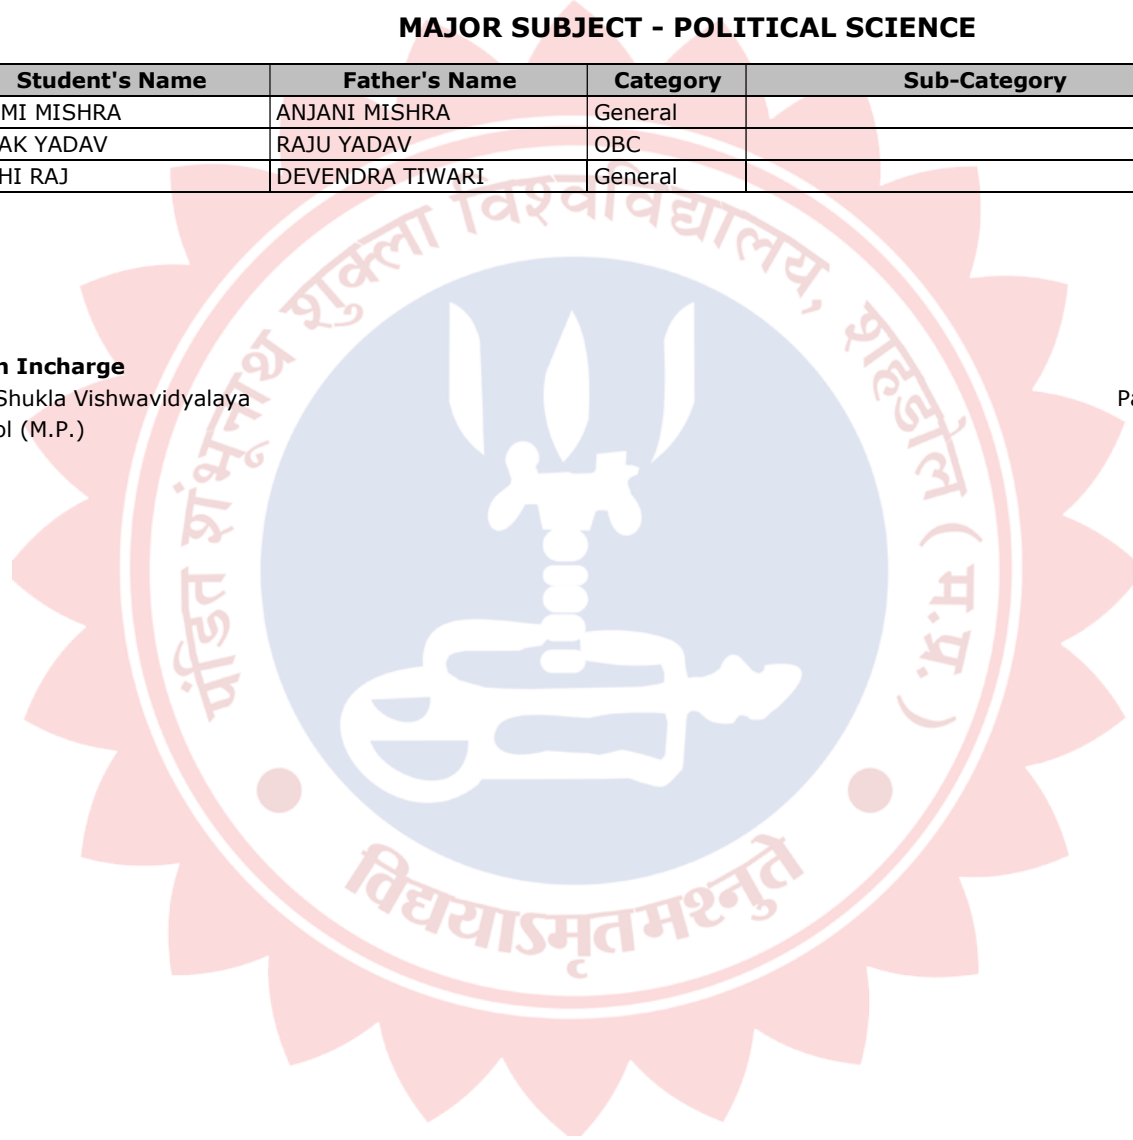 MAJOR SUBJECT - POLITICAL SCIENCE
Student's Name Father's Name Category Sub-Category
MI MISHRA ANJANI MISHRA General
AK YADAV RAJU YADAV OBC
HI RAJ DEVENDRA TIWARI General
पंडित शंभूनाथ शुक्ला विश्वविद्यालय, शहडोल (म.प्र.)
n Incharge
Shukla Vishwavidyalaya Pa
ol (M.P.)
विद्ययाऽमृतमश्नुते